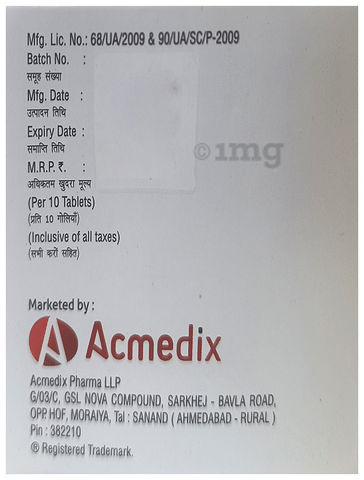 Mfg. Lic. No.: 68/UA/2009 & 90/UA/SC/P-2009
Batch No. :
समूह संख्या
Mfg. Date :
उत्पादन तिथि
Expiry Date :
समाप्ति तिथि
M.R.P. ₹. :
अधिकतम खुदरा मूल्य
(Per 10 Tablets)
(प्रति 10 गोलियाँ)
(Inclusive of all taxes)
(सभी करों सहित)
© 1mg
Marketed by :
Acmedix
Acmedix Pharma LLP
G/03/C, GSL NOVA COMPOUND, SARKHEJ - BAVLA ROAD,
OPP. HOF, MORAIYA, Tal : SANAND ( AHMEDABAD - RURAL )
Pin : 382210
® Registered Trademark.